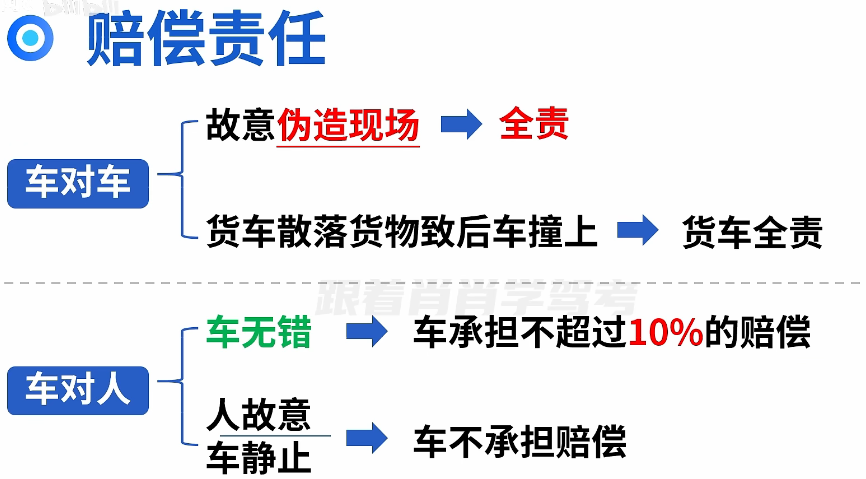 赔偿责任
故意伪造现场
全责
车对车
货车散落货物致后车撞上
货车全责
跟着肖肖学驾考
车无错
车承担不超过10%的赔偿
车对人
人故意
车静止
车不承担赔偿